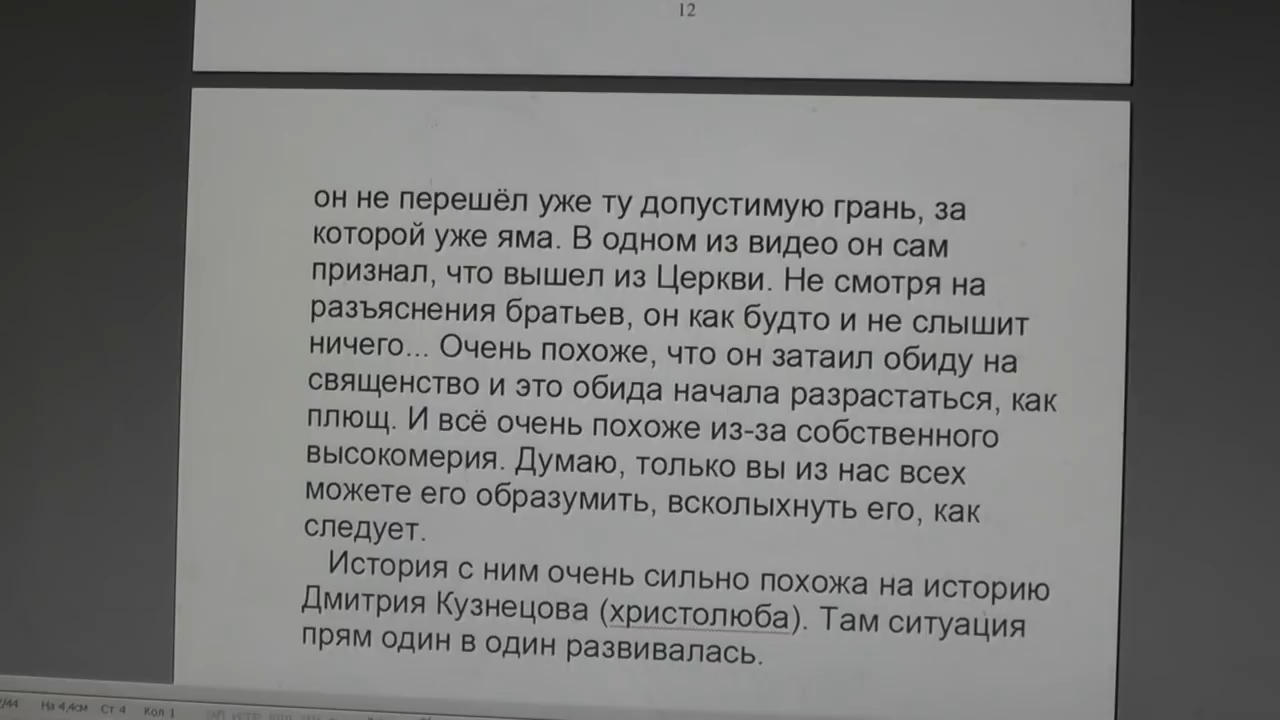 12
он не перешёл уже ту допустимую грань, за
которой уже яма. В одном из видео он сам
признал, что вышел из Церкви. Не смотря на
разъяснения братьев, он как будто и не слышит
ничего... Очень похоже, что он затаил обиду на
священство и это обида начала разрастаться, как
плющ. И всё очень похоже из-за собственного
высокомерия. Думаю, только вы из нас всех
можете его образумить, всколыхнуть его, как
следует.
История с ним очень сильно похожа на историю
Дмитрия Кузнецова (христолюба). Там ситуация
прям один в один развивалась.
/44 На 4,4см Ст 4 Кол 1